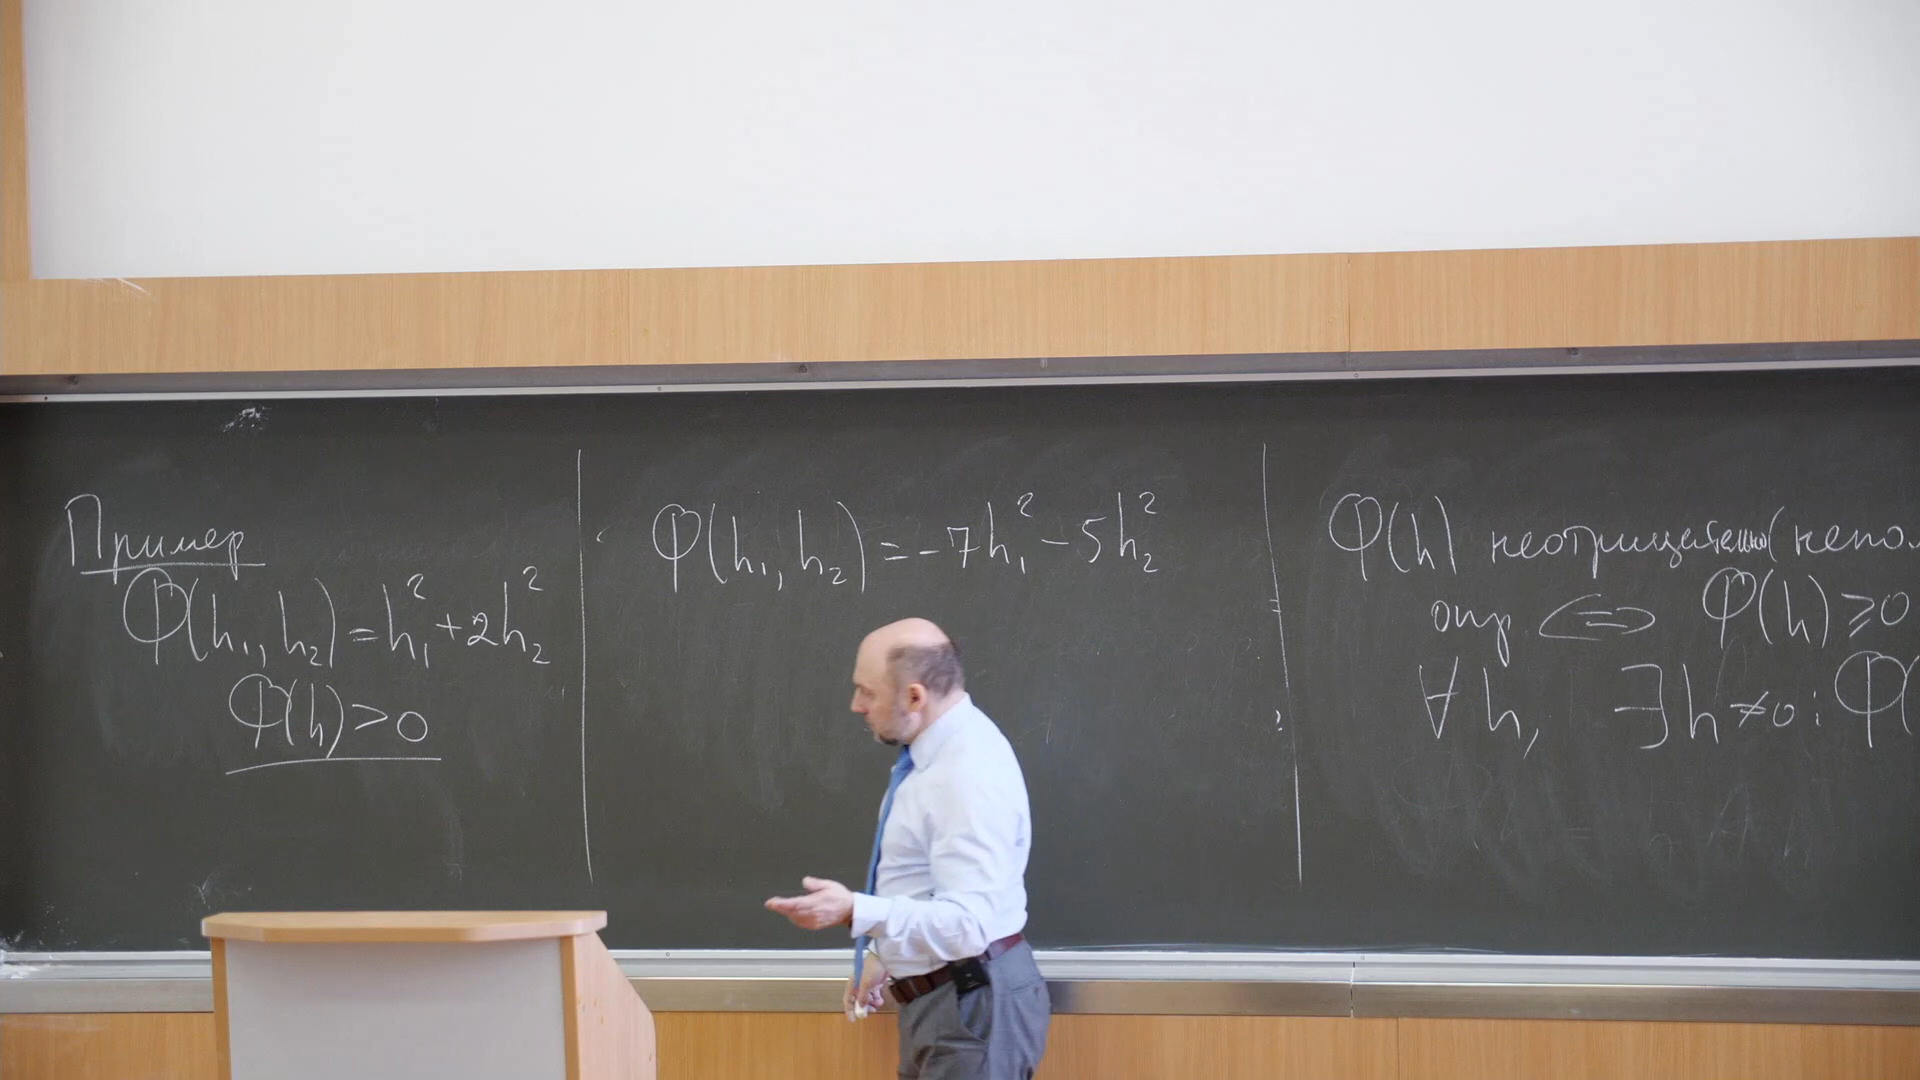 Пример
Φ(h₁, h₂) = h₁² + 2h₂²
Φ(h) > 0
Φ(h₁, h₂) = -7h₁² - 5h₂²
Φ(h) неотрицательно (непол
опр. ⇔ Φ(h) ⩾ 0
∀h, ∃h ≠ 0 : Φ(